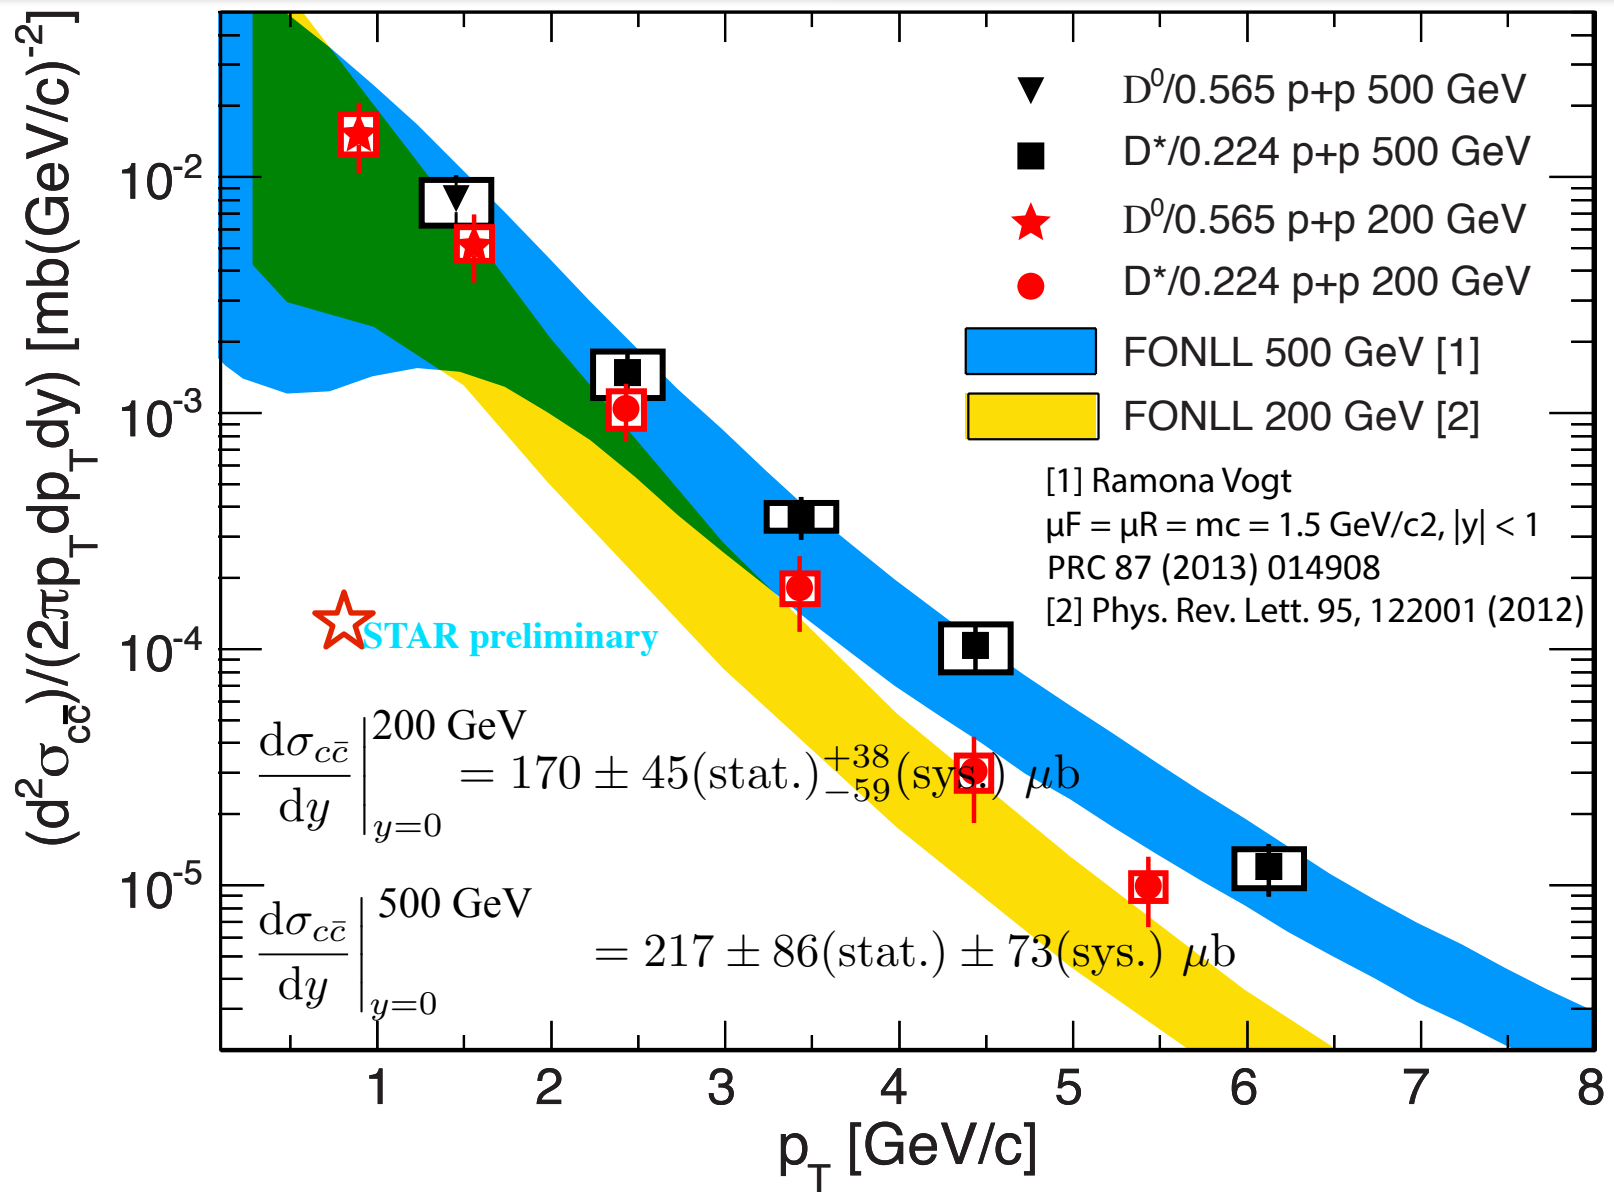 (d²σcc̄)/(2πpTdpTdy) [mb(GeV/c)⁻²]
10⁻²
10⁻³
10⁻⁴
10⁻⁵
D⁰/0.565 p+p 500 GeV
D*/0.224 p+p 500 GeV
D⁰/0.565 p+p 200 GeV
D*/0.224 p+p 200 GeV
FONLL 500 GeV [1]
FONLL 200 GeV [2]
[1] Ramona Vogt
µF = µR = mc = 1.5 GeV/c2, |y| < 1
PRC 87 (2013) 014908
[2] Phys. Rev. Lett. 95, 122001 (2012)
STAR preliminary
dσcc̄/dy |y=0 200 GeV = 170 ± 45(stat.) +38 −59 (sys.) μb
dσcc̄/dy |y=0 500 GeV = 217 ± 86(stat.) ± 73(sys.) μb
1 2 3 4 5 6 7 8
pT [GeV/c]